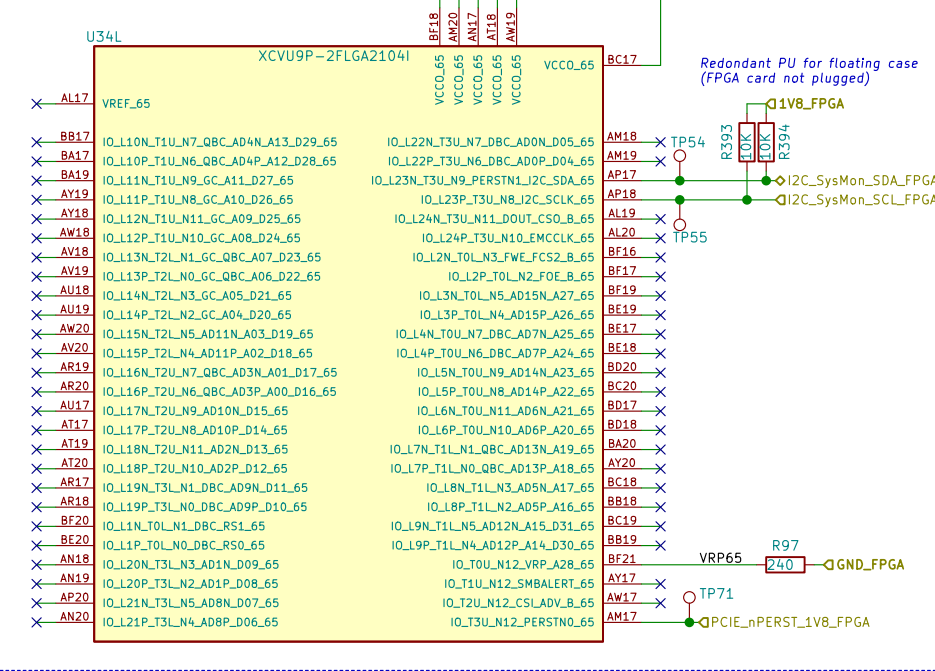 U34L
XCVU9P-2FLGA2104I
BF18
AM20
AN17
AT18
AW19
VCCO_65
VCCO_65
VCCO_65
VCCO_65
VCCO_65
VCCO_65 BC17
Redondant PU for floating case
(FPGA card not plugged)
1V8_FPGA
R393
10K
10K
R394
TP54
I2C_SysMon_SDA_FPGA
I2C_SysMon_SCL_FPGA
TP55
AL17 VREF_65
BB17 IO_L10N_T1U_N7_QBC_AD4N_A13_D29_65
BA17 IO_L10P_T1U_N6_QBC_AD4P_A12_D28_65
BA19 IO_L11N_T1U_N9_GC_A11_D27_65
AY19 IO_L11P_T1U_N8_GC_A10_D26_65
AY18 IO_L12N_T1U_N11_GC_A09_D25_65
AW18 IO_L12P_T1U_N10_GC_A08_D24_65
AV18 IO_L13N_T2L_N1_GC_QBC_A07_D23_65
AV19 IO_L13P_T2L_N0_GC_QBC_A06_D22_65
AU18 IO_L14N_T2L_N3_GC_A05_D21_65
AU19 IO_L14P_T2L_N2_GC_A04_D20_65
AW20 IO_L15N_T2L_N5_AD11N_A03_D19_65
AV20 IO_L15P_T2L_N4_AD11P_A02_D18_65
AR19 IO_L16N_T2U_N7_QBC_AD3N_A01_D17_65
AR20 IO_L16P_T2U_N6_QBC_AD3P_A00_D16_65
AU17 IO_L17N_T2U_N9_AD10N_D15_65
AT17 IO_L17P_T2U_N8_AD10P_D14_65
AT19 IO_L18N_T2U_N11_AD2N_D13_65
AT20 IO_L18P_T2U_N10_AD2P_D12_65
AR17 IO_L19N_T3L_N1_DBC_AD9N_D11_65
AR18 IO_L19P_T3L_N0_DBC_AD9P_D10_65
BF20 IO_L1N_T0L_N1_DBC_RS1_65
BE20 IO_L1P_T0L_N0_DBC_RS0_65
AN18 IO_L20N_T3L_N3_AD1N_D09_65
AN19 IO_L20P_T3L_N2_AD1P_D08_65
AP20 IO_L21N_T3L_N5_AD8N_D07_65
AN20 IO_L21P_T3L_N4_AD8P_D06_65
IO_L22N_T3U_N7_DBC_AD0N_D05_65 AM18
IO_L22P_T3U_N6_DBC_AD0P_D04_65 AM19
IO_L23N_T3U_N9_PERSTN1_I2C_SDA_65 AP17
IO_L23P_T3U_N8_I2C_SCLK_65 AP18
IO_L24N_T3U_N11_DOUT_CSO_B_65 AL19
IO_L24P_T3U_N10_EMCCLK_65 AL20
IO_L2N_T0L_N3_FWE_FCS2_B_65 BF16
IO_L2P_T0L_N2_FOE_B_65 BF17
IO_L3N_T0L_N5_AD15N_A27_65 BF19
IO_L3P_T0L_N4_AD15P_A26_65 BE19
IO_L4N_T0U_N7_DBC_AD7N_A25_65 BE17
IO_L4P_T0U_N6_DBC_AD7P_A24_65 BE18
IO_L5N_T0U_N9_AD14N_A23_65 BD20
IO_L5P_T0U_N8_AD14P_A22_65 BC20
IO_L6N_T0U_N11_AD6N_A21_65 BD17
IO_L6P_T0U_N10_AD6P_A20_65 BD18
IO_L7N_T1L_N1_QBC_AD13N_A19_65 BA20
IO_L7P_T1L_N0_QBC_AD13P_A18_65 AY20
IO_L8N_T1L_N3_AD5N_A17_65 BC18
IO_L8P_T1L_N2_AD5P_A16_65 BB18
IO_L9N_T1L_N5_AD12N_A15_D31_65 BC19
IO_L9P_T1L_N4_AD12P_A14_D30_65 BB19
IO_T0U_N12_VRP_A28_65 BF21
IO_T1U_N12_SMBALERT_65 AY17
IO_T2U_N12_CSI_ADV_B_65 AW17
IO_T3U_N12_PERSTN0_65 AM17
VRP65
R97
240
GND_FPGA
TP71
PCIE_nPERST_1V8_FPGA